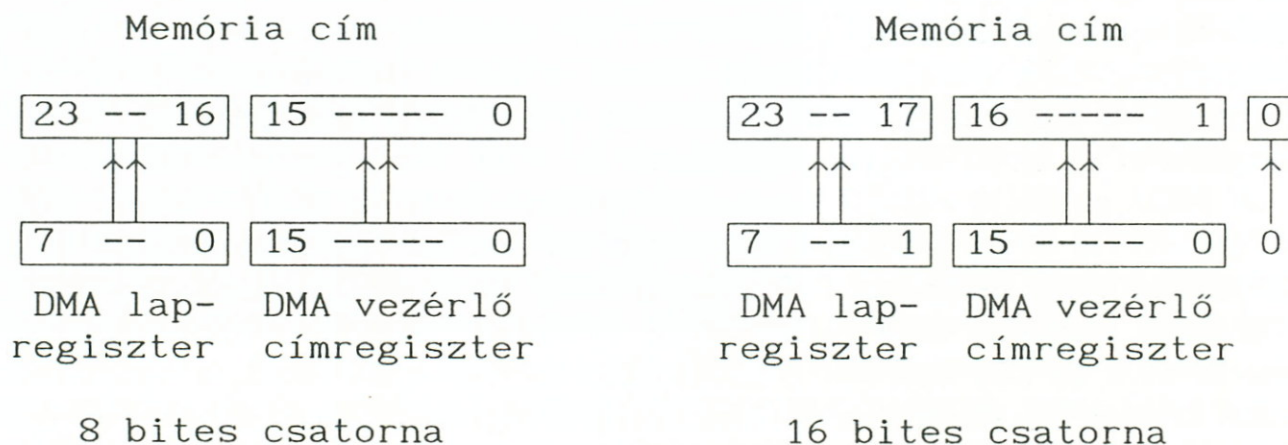 Memória cím Memória cím
23 -- 16 15 ----- 0 23 -- 17 16 ----- 1 0
7 -- 0 15 ----- 0 7 -- 1 15 ----- 0 0
DMA lap- DMA vezérlő DMA lap- DMA vezérlő
regiszter címregiszter regiszter címregiszter
8 bites csatorna 16 bites csatorna